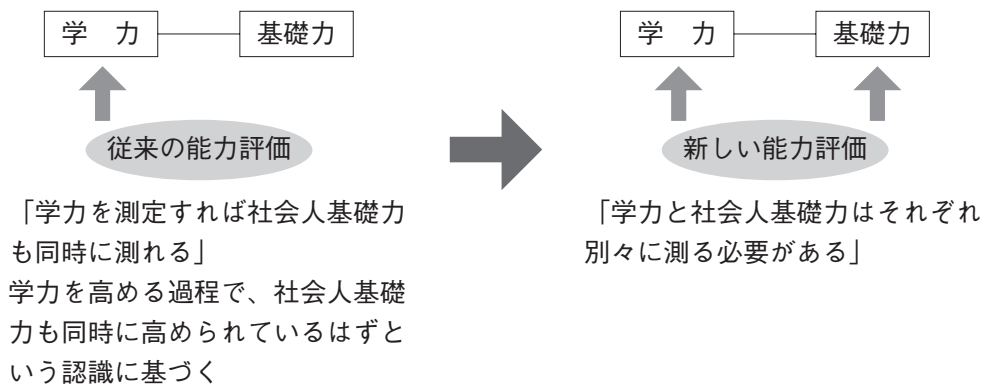 学　力
基礎力
従来の能力評価
「学力を測定すれば社会人基礎力
も同時に測れる」
学力を高める過程で、社会人基礎
力も同時に高められているはずと
いう認識に基づく
学　力
基礎力
新しい能力評価
「学力と社会人基礎力はそれぞれ
別々に測る必要がある」